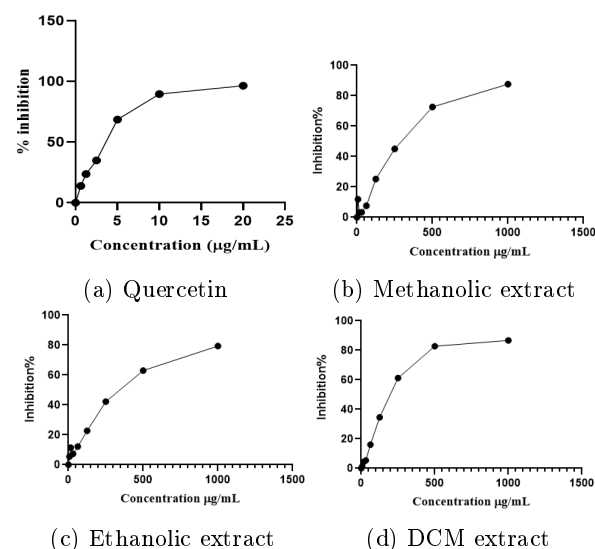 150
100
50
0
% inhibition
0 5 10 15 20 25
Concentration (µg/mL)
(a) Quercetin
100
80
60
40
20
0
Inhibition%
0 500 1000 1500
Concentration µg/mL
(b) Methanolic extract
100
80
60
40
20
0
Inhibition%
0 500 1000 1500
Concentration µg/mL
(c) Ethanolic extract
100
80
60
40
20
0
Inhibition%
0 500 1000 1500
Concentration µg/mL
(d) DCM extract